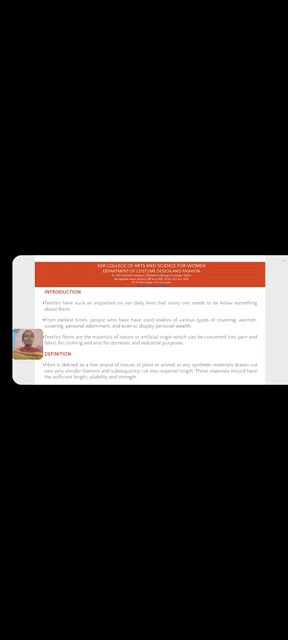 KSR COLLEGE OF ARTS AND SCIENCE FOR WOMEN
DEPARTMENT OF COSTUME DESIGN AND FASHION
INTRODUCTION
•Textiles have such an important on our daily lives that every one needs to be know something
about them.
•From earliest times, people who have have used textiles of various types of covering, warmth,
covering, personal adornment, and even to display personal wealth.
•Textiles fibres are the materials of nature or artificial origin which can be converted into yarn and
fabric for clothing and also for domestic and industrial purposes.
DEFINITION
•Fibre is defined as a fine strand of tissues of plant or animal or any synthetic materials drawn out
into very slender filament and subsequently cut into required length. These materials should have
the sufficient length, pliability and strength.